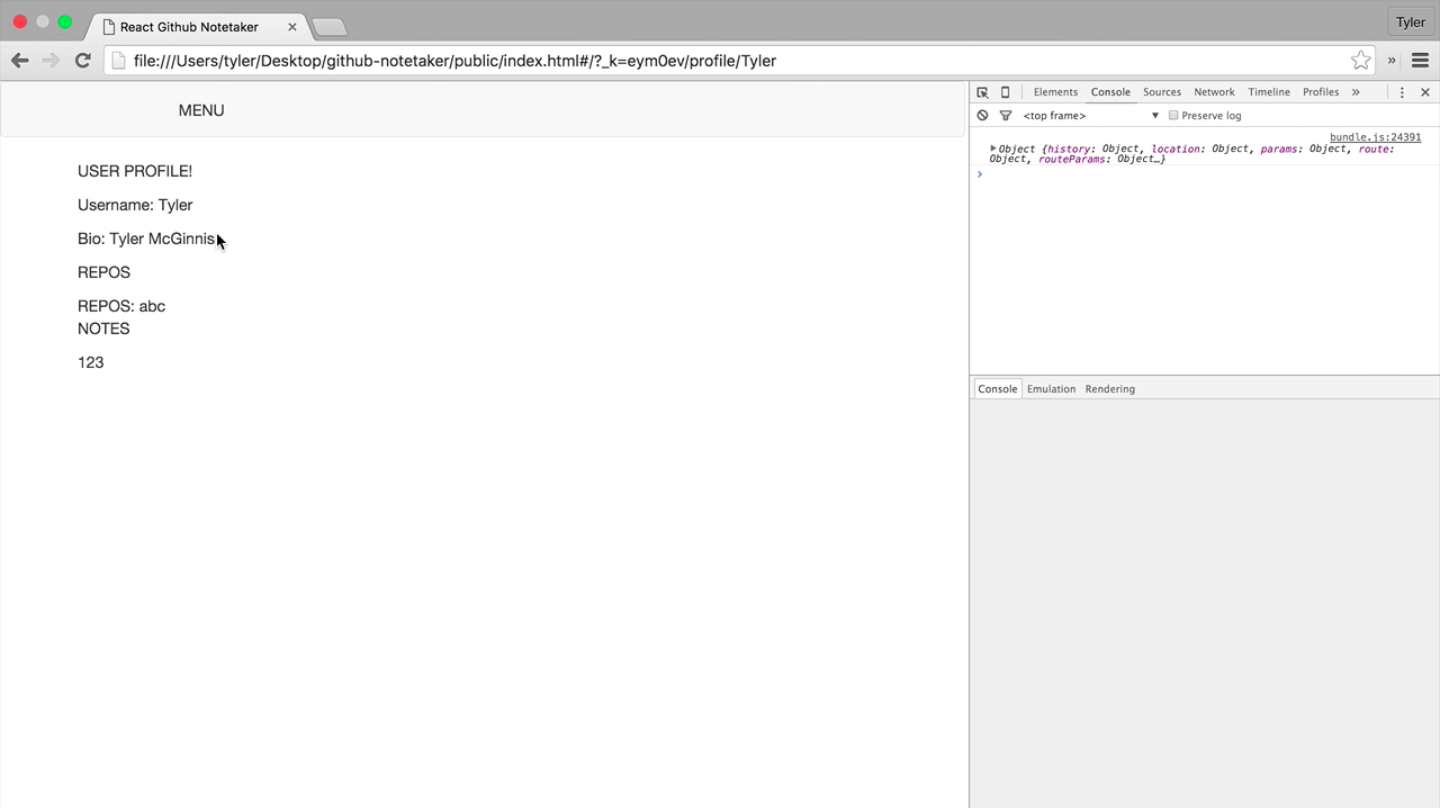 React Github Notetaker
Tyler
file:///Users/tyler/Desktop/github-notetaker/public/index.html#/?_k=eym0ev/profile/Tyler
»
MENU
USER PROFILE!
Username: Tyler
Bio: Tyler McGinnis
REPOS
REPOS: abc
NOTES
123
Elements Console Sources Network Timeline Profiles »
<top frame> Preserve log
bundle.js:24391
Object {history: Object, location: Object, params: Object, route:
Object, routeParams: Object…}
Console Emulation Rendering